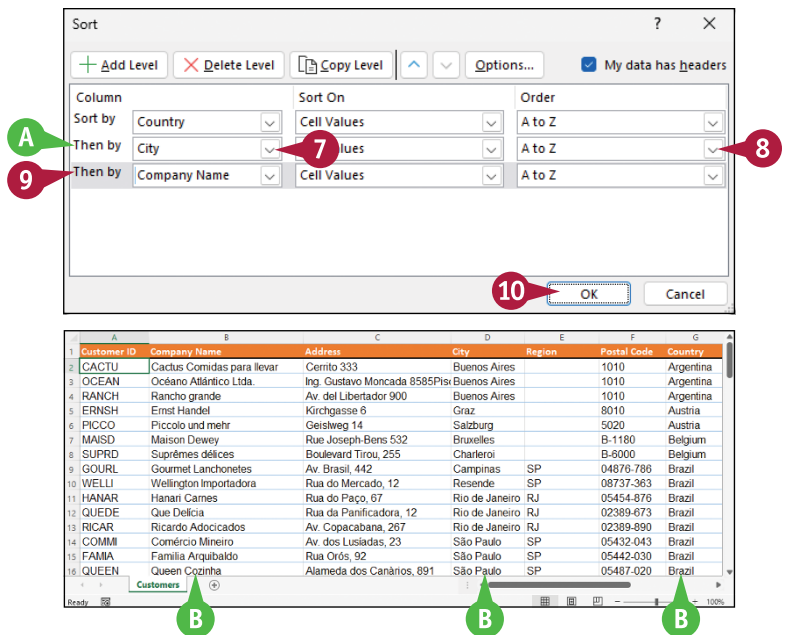 Sort ? ×
Add Level Delete Level Copy Level Options... My data has headers
Column Sort On Order
Sort by Country Cell Values A to Z
A Then by City 7 ues A to Z 8
9 Then by Company Name Cell Values A to Z
10 OK Cancel
A B C D E F G
1 Customer ID Company Name Address City Region Postal Code Country
2 CACTU Cactus Comidas para llevar Cerrito 333 Buenos Aires 1010 Argentina
3 OCEAN Océano Atlántico Ltda. Ing. Gustavo Moncada 8585Piso Buenos Aires 1010 Argentina
4 RANCH Rancho grande Av. del Libertador 900 Buenos Aires 1010 Argentina
5 ERNSH Ernst Handel Kirchgasse 6 Graz 8010 Austria
6 PICCO Piccolo und mehr Geislweg 14 Salzburg 5020 Austria
7 MAISD Maison Dewey Rue Joseph-Bens 532 Bruxelles B-1180 Belgium
8 SUPRD Suprêmes délices Boulevard Tirou, 255 Charleroi B-6000 Belgium
9 GOURL Gourmet Lanchonetes Av. Brasil, 442 Campinas SP 04876-786 Brazil
10 WELLI Wellington Importadora Rua do Mercado, 12 Resende SP 08737-363 Brazil
11 HANAR Hanari Carnes Rua do Paço, 67 Rio de Janeiro RJ 05454-876 Brazil
12 QUEDE Que Delícia Rua da Panificadora, 12 Rio de Janeiro RJ 02389-673 Brazil
13 RICAR Ricardo Adocicados Av. Copacabana, 267 Rio de Janeiro RJ 02389-890 Brazil
14 COMMI Comércio Mineiro Av. dos Lusíadas, 23 São Paulo SP 05432-043 Brazil
15 FAMIA Familia Arquibaldo Rua Orós, 92 São Paulo SP 05442-030 Brazil
16 QUEEN Queen Cozinha Alameda dos Canàrios, 891 São Paulo SP 05487-020 Brazil
Customers
Ready 100%
B B B